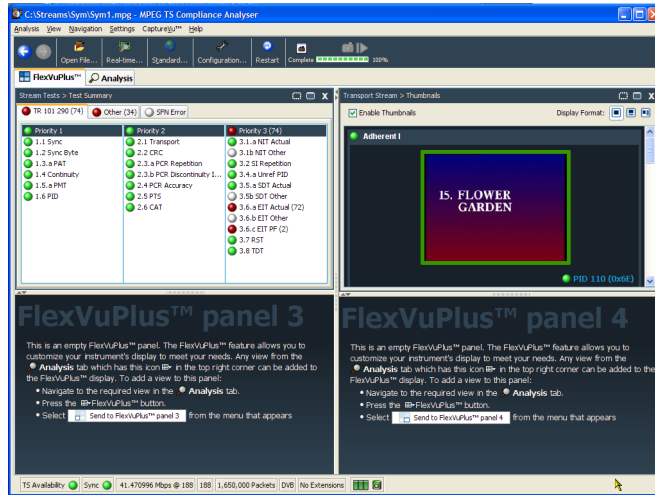 C:\Streams\Sym\Sym1.mpg - MPEG TS Compliance Analyser
Analysis View Navigation Settings CaptureVu™ Help
Open File... Real-time... Standard... Configuration... Restart Complete 100%
FlexVuPlus™ Analysis
Stream Tests > Test Summary
TR 101 290 (74) Other (34) SFN Error
Priority 1
1.1 Sync
1.2 Sync Byte
1.3.a PAT
1.4 Continuity
1.5.a PMT
1.6 PID
Priority 2
2.1 Transport
2.2 CRC
2.3.a PCR Repetition
2.3.b PCR Discontinuity I...
2.4 PCR Accuracy
2.5 PTS
2.6 CAT
Priority 3 (74)
3.1.a NIT Actual
3.1b NIT Other
3.2 SI Repetition
3.4.a Unref PID
3.5.a SDT Actual
3.5b SDT Other
3.6.a EIT Actual (72)
3.6.b EIT Other
3.6.c EIT PF (2)
3.7 RST
3.8 TDT
Transport Stream > Thumbnails
Enable Thumbnails Display Format:
Adherent I
15. FLOWER
GARDEN
PID 110 (0x6E)
FlexVuPlus™ panel 3
This is an empty FlexVuPlus™ panel. The FlexVuPlus™ feature allows you to
customize your instrument's display to meet your needs. Any view from the
Analysis tab which has this icon in the top right corner can be added to
the FlexVuPlus™ display. To add a view to this panel:
• Navigate to the required view in the Analysis tab.
• Press the FlexVuPlus™ button.
• Select Send to FlexVuPlus™ panel 3 from the menu that appears
FlexVuPlus™ panel 4
This is an empty FlexVuPlus™ panel. The FlexVuPlus™ feature allows you to
customize your instrument's display to meet your needs. Any view from the
Analysis tab which has this icon in the top right corner can be added to the
FlexVuPlus™ display. To add a view to this panel:
• Navigate to the required view in the Analysis tab.
• Press the FlexVuPlus™ button.
• Select Send to FlexVuPlus™ panel 4 from the menu that appears
TS Availability Sync 41.470996 Mbps @ 188 188 1,650,000 Packets DVB No Extensions